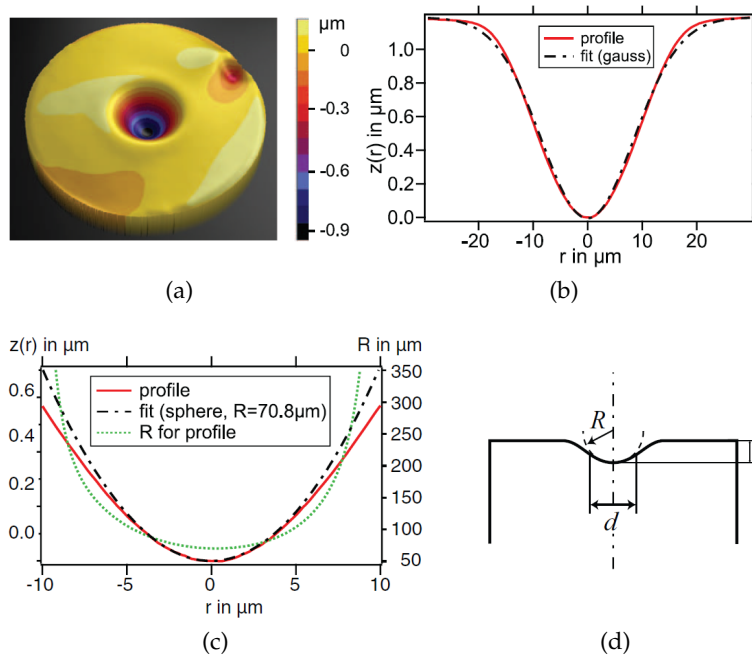 µm
0
-0.3
-0.6
-0.9
(a)
z(r) in µm
1.0
0.8
0.6
0.4
0.2
0.0
profile
fit (gauss)
-20
-10
0
10
20
r in µm
(b)
z(r) in µm
R in µm
0.6
0.4
0.2
0.0
profile
fit (sphere, R=70.8µm)
R for profile
350
300
250
200
150
100
50
-10
-5
0
5
10
r in µm
(c)
R
d
(d)